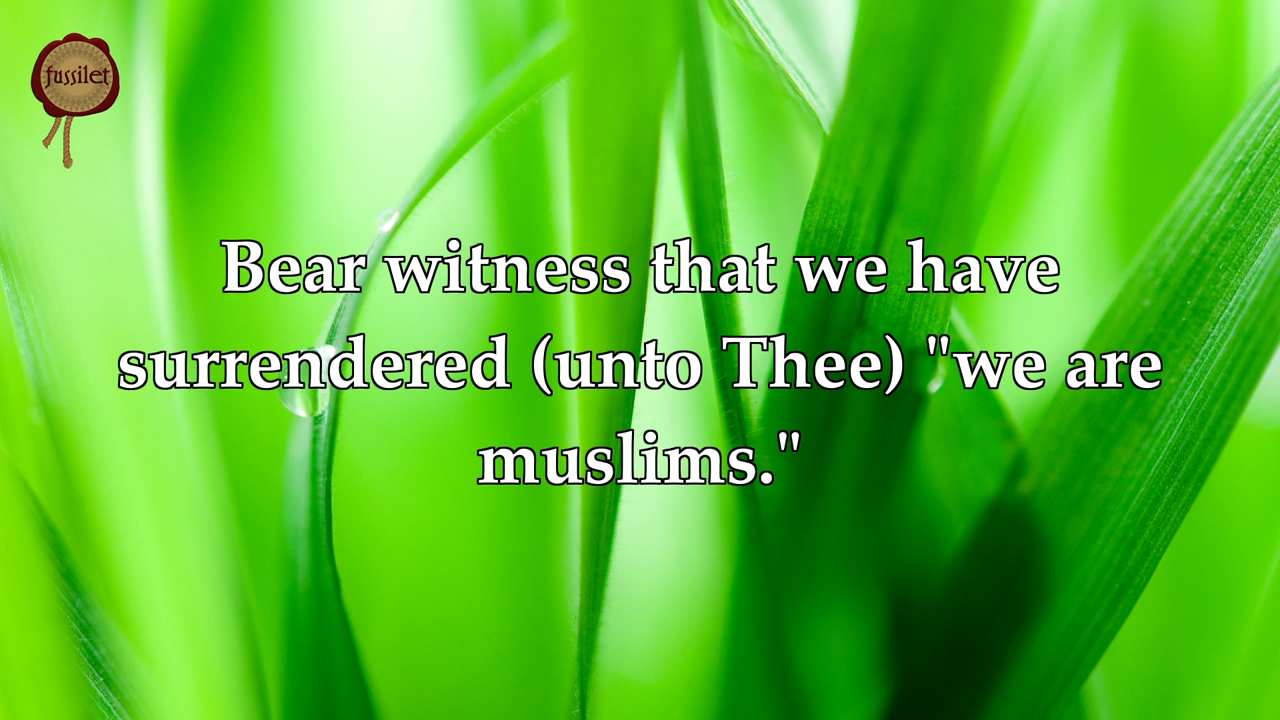 fussilet
Bear witness that we have
surrendered (unto Thee) "we are
muslims."